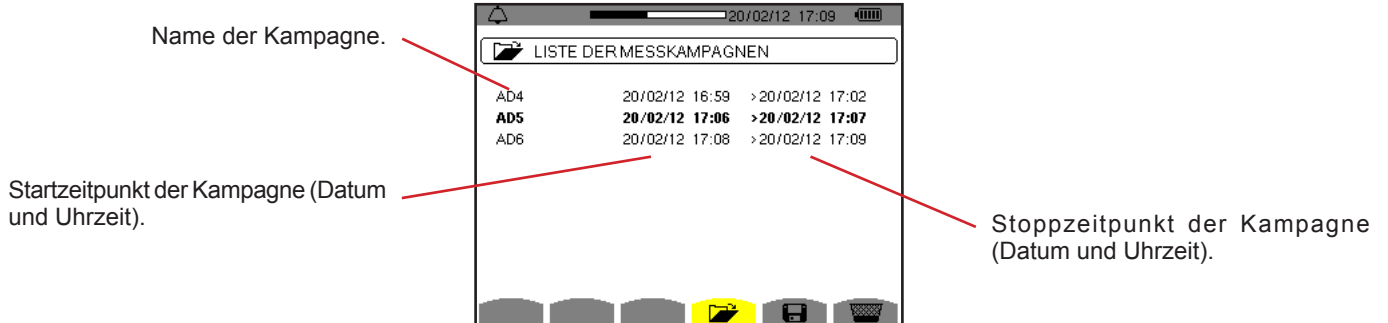 20/02/12 17:09
Name der Kampagne.
LISTE DER MESSKAMPAGNEN
AD4 20/02/12 16:59 >20/02/12 17:02
AD5 20/02/12 17:06 >20/02/12 17:07
AD6 20/02/12 17:08 >20/02/12 17:09
Startzeitpunkt der Kampagne (Datum
und Uhrzeit).
Stoppzeitpunkt der Kampagne
(Datum und Uhrzeit).